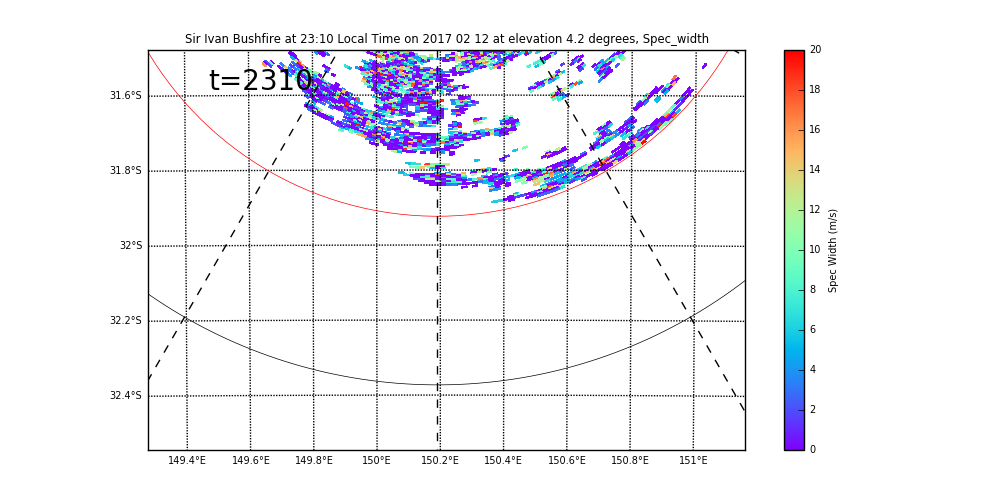 Sir Ivan Bushfire at 23:10 Local Time on 2017 02 12 at elevation 4.2 degrees, Spec_width
t=2310
31.6°S
31.8°S
32°S
32.2°S
32.4°S
149.4°E 149.6°E 149.8°E 150°E 150.2°E 150.4°E 150.6°E 150.8°E 151°E
20
18
16
14
12
10
8
6
4
2
0
Spec Width (m/s)